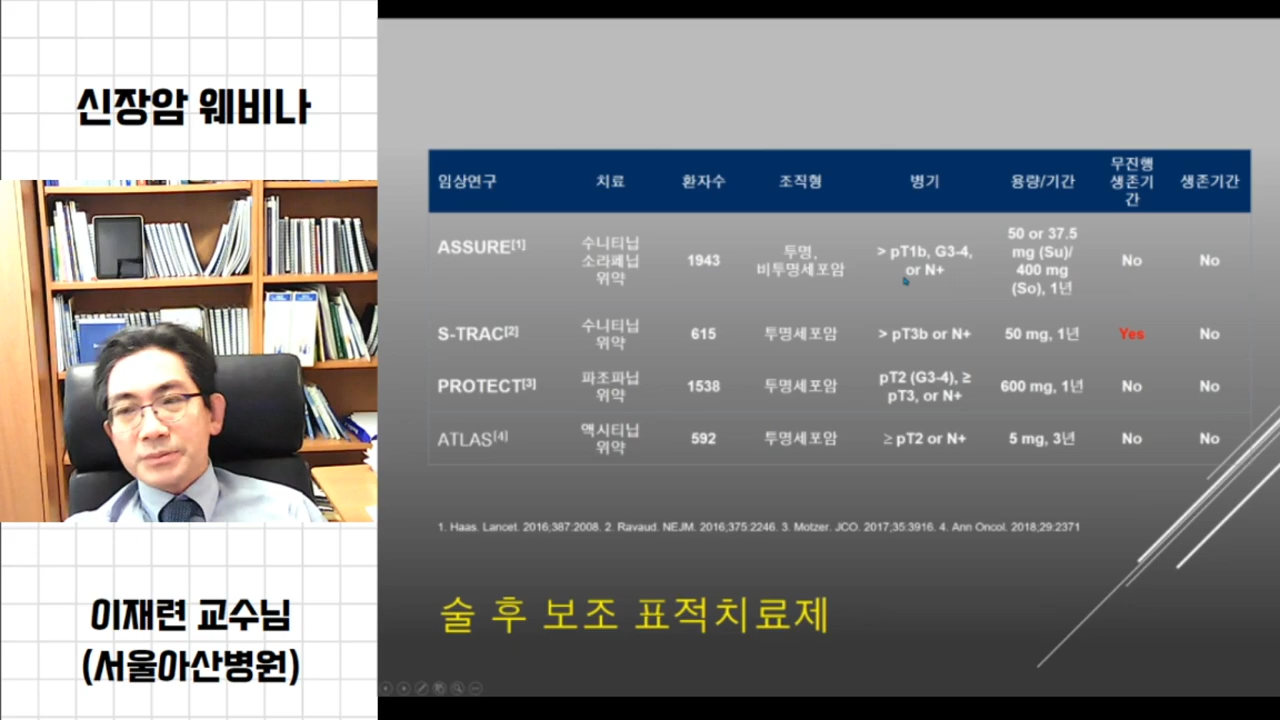 신장암 웨비나
이재련 교수님
(서울아산병원)
임상연구 치료 환자수 조직형 병기 용량/기간 무진행 생존기간 생존기간
ASSURE[1] 수니티닙 소라페닙 위약 1943 투명, 비투명세포암 > pT1b, G3-4, or N+ 50 or 37.5 mg (Su)/ 400 mg (So), 1년 No No
S-TRAC[2] 수니티닙 위약 615 투명세포암 > pT3b or N+ 50 mg, 1년 Yes No
PROTECT[3] 파조파닙 위약 1538 투명세포암 pT2 (G3-4), ≥ pT3, or N+ 600 mg, 1년 No No
ATLAS[4] 액시티닙 위약 592 투명세포암 ≥ pT2 or N+ 5 mg, 3년 No No
1. Haas. Lancet. 2016;387:2008. 2. Ravaud. NEJM. 2016;375:2246. 3. Motzer. JCO. 2017;35:3916. 4. Ann Oncol. 2018;29:2371
술 후 보조 표적치료제